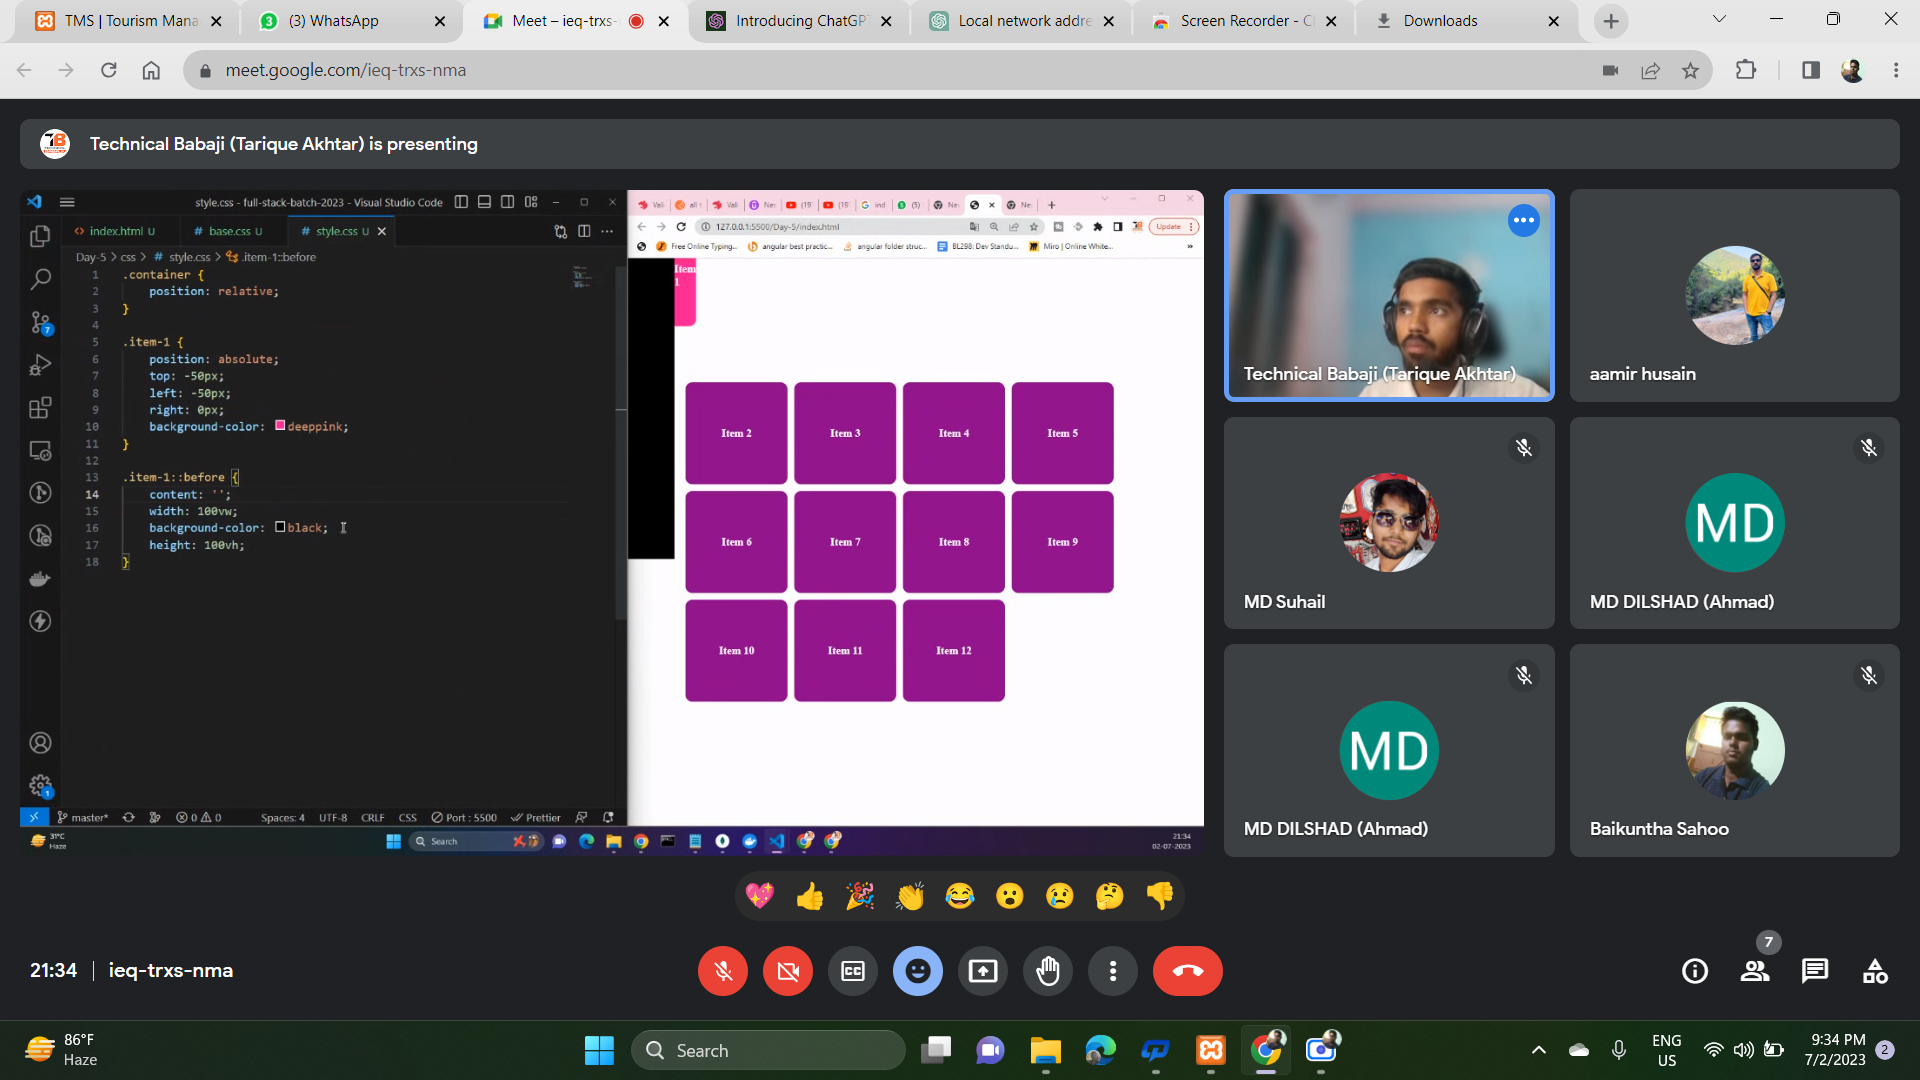 TMS | Tourism Mana
(3) WhatsApp
Meet – ieq-trxs-
Introducing ChatGP
Local network addre
Screen Recorder - C
Downloads
meet.google.com/ieq-trxs-nma
Technical Babaji (Tarique Akhtar) is presenting
style.css - full-stack-batch-2023 - Visual Studio Code
index.html U
# base.css U
# style.css U
Day-5 > css > # style.css > .item-1::before
1 .container {
2 position: relative;
3 }
4
5 .item-1 {
6 position: absolute;
7 top: -50px;
8 left: -50px;
9 right: 0px;
10 background-color: deeppink;
11 }
12
13 .item-1::before {
14 content: '';
15 width: 100vw;
16 background-color: black;
17 height: 100vh;
18 }
master*
0 0
Spaces: 4
UTF-8
CRLF
CSS
Port : 5500
Prettier
127.0.0.1:5500/Day-5/index.html
Update
Free Online Typing...
angular best practic...
angular folder struc...
BL298: Dev Standu...
Miro | Online White...
Item
1
Item 2
Item 3
Item 4
Item 5
Item 6
Item 7
Item 8
Item 9
Item 10
Item 11
Item 12
31°C
Haze
Search
21:34
02-07-2023
Technical Babaji (Tarique Akhtar)
aamir husain
MD Suhail
MD
MD DILSHAD (Ahmad)
MD
MD DILSHAD (Ahmad)
Baikuntha Sahoo
21:34 | ieq-trxs-nma
7
86°F
Haze
Search
ENG
US
9:34 PM
7/2/2023
2